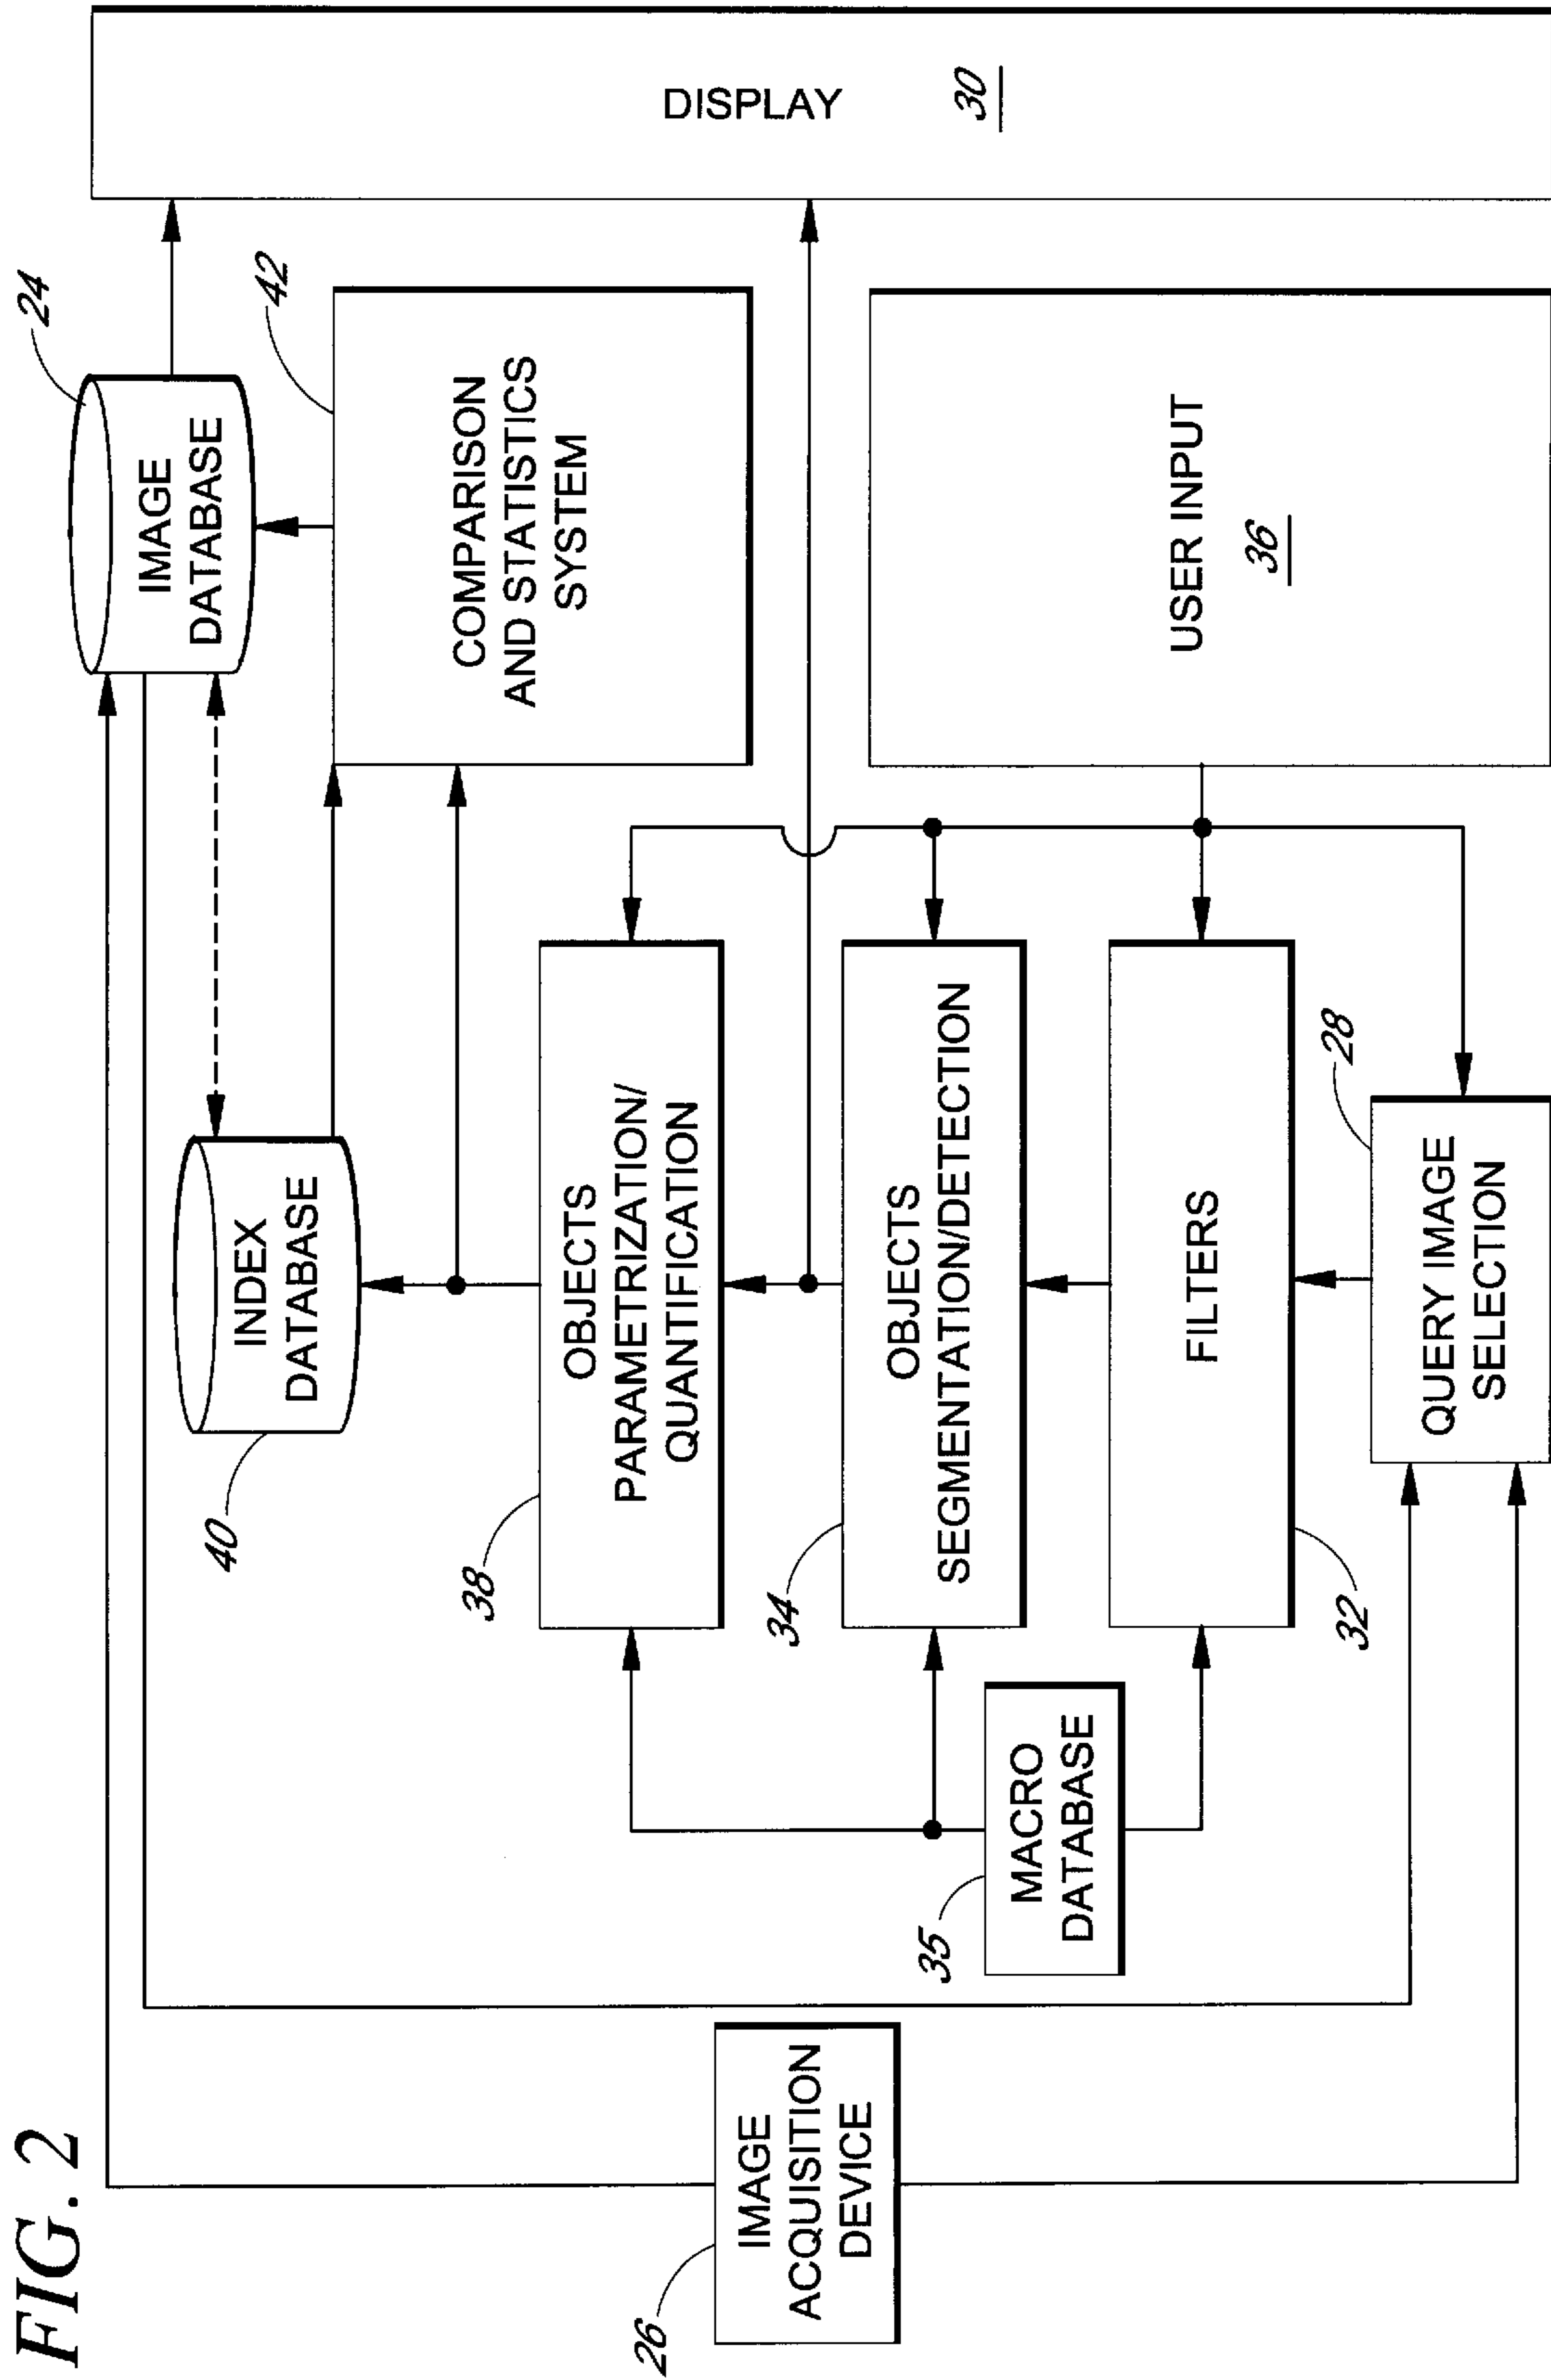 FIG. 2
24
IMAGE
DATABASE
DISPLAY
30
40
INDEX
DATABASE
42
COMPARISON
AND STATISTICS
SYSTEM
38
OBJECTS
PARAMETRIZATION/
QUANTIFICATION
26
IMAGE
ACQUISITION
DEVICE
34
OBJECTS
SEGMENTATION/DETECTION
35
MACRO
DATABASE
USER INPUT
36
FILTERS
32
28
QUERY IMAGE
SELECTION